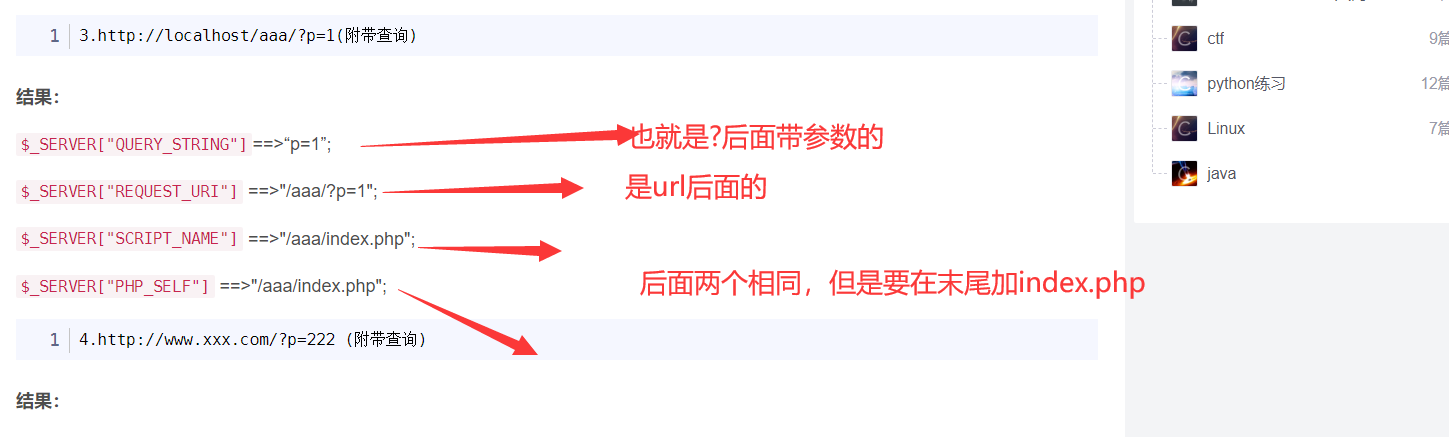 1 3.http://localhost/aaa/?p=1(附带查询)
结果：
$_SERVER["QUERY_STRING"] ==>“p=1”;
也就是?后面带参数的
$_SERVER["REQUEST_URI"] ==>"/aaa/?p=1";
是url后面的
$_SERVER["SCRIPT_NAME"] ==>"/aaa/index.php";
$_SERVER["PHP_SELF"] ==>"/aaa/index.php";
后面两个相同，但是要在末尾加index.php
1 4.http://www.xxx.com/?p=222 (附带查询)
结果：
ctf 9篇
python练习 12篇
Linux 7篇
java